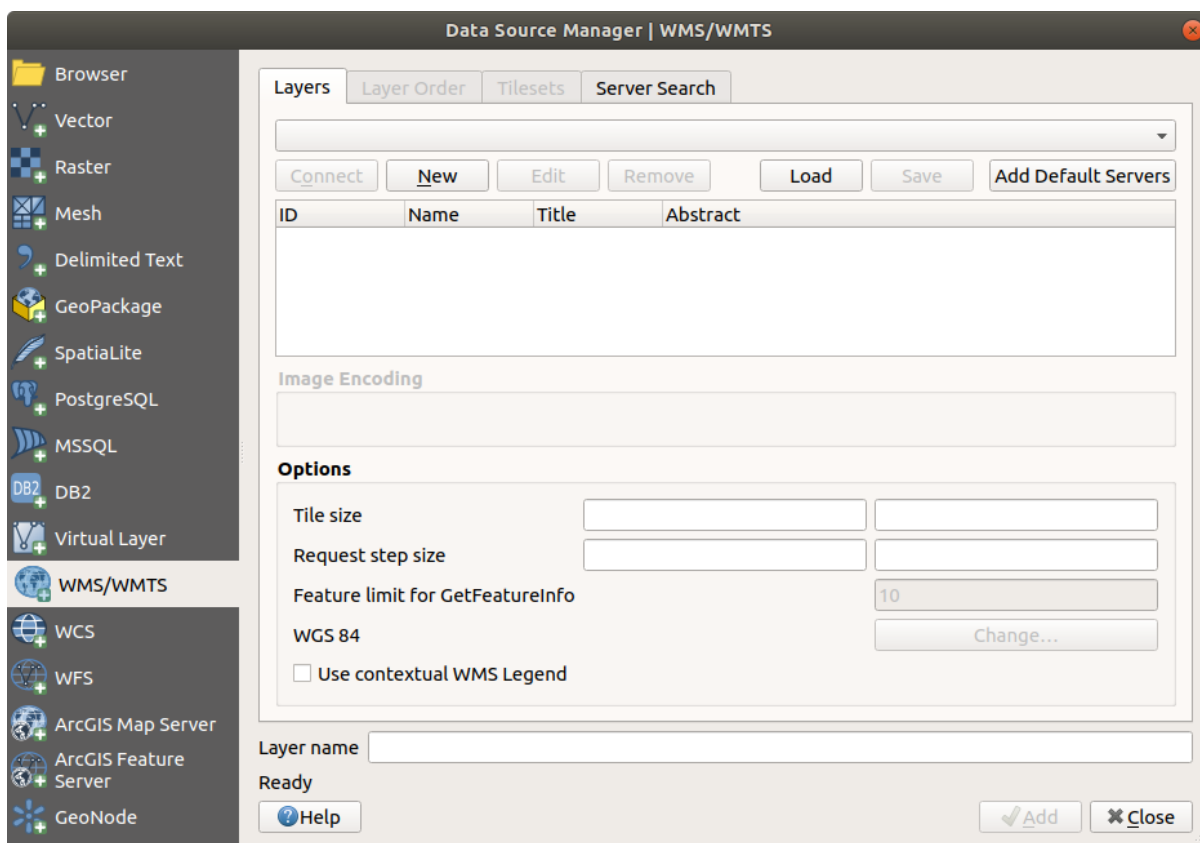 Data Source Manager | WMS/WMTS
Browser
Vector
Raster
Mesh
Delimited Text
GeoPackage
SpatiaLite
PostgreSQL
MSSQL
DB2
DB2
Virtual Layer
WMS/WMTS
WCS
WFS
ArcGIS Map Server
ArcGIS Feature
Server
GeoNode
Layers Layer Order Tilesets Server Search
Connect New Edit Remove Load Save Add Default Servers
ID Name Title Abstract
Image Encoding
Options
Tile size
Request step size
Feature limit for GetFeatureInfo 10
WGS 84 Change...
Use contextual WMS Legend
Layer name
Ready
Help Add Close